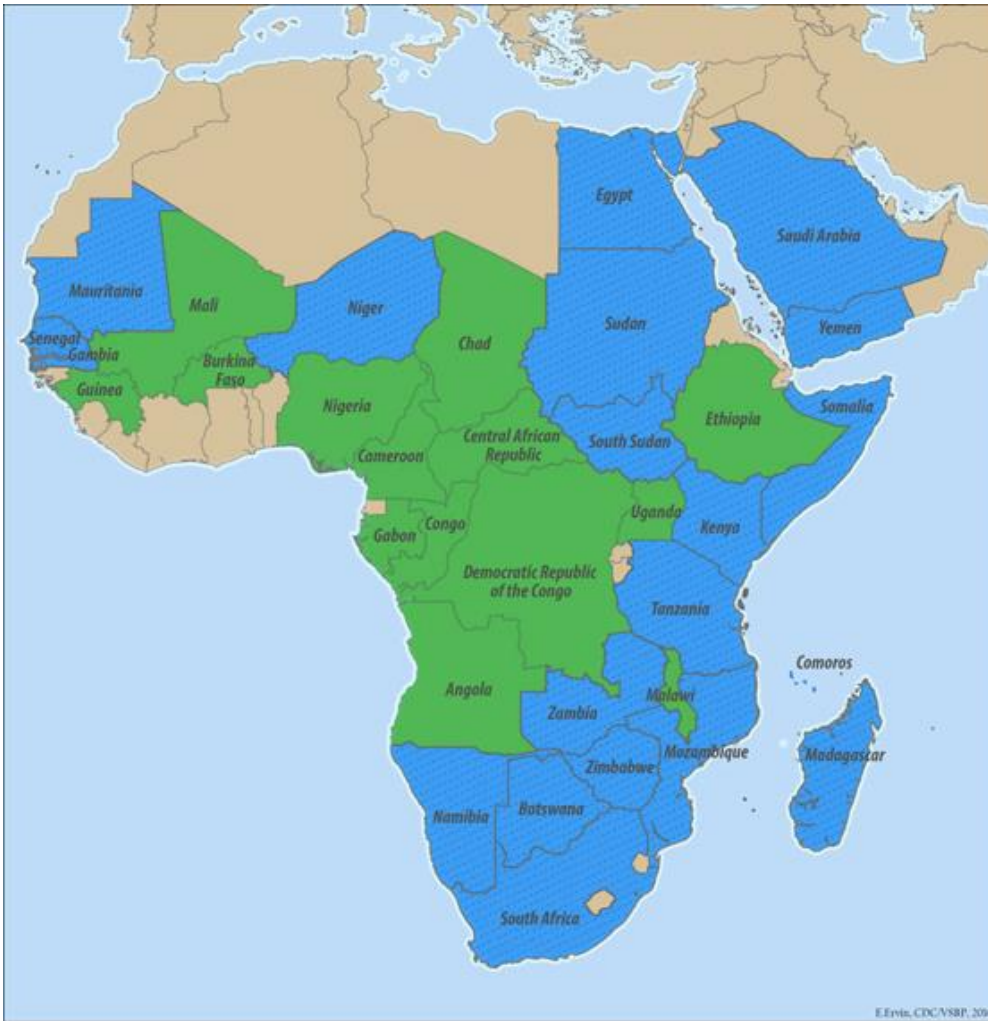 Egypt
Saudi Arabia
Mauritania
Mali
Niger
Sudan
Yemen
Chad
Senegal
Gambia
Burkina
Faso
Guinea
Nigeria
Ethiopia
Somalia
South Sudan
Central African
Republic
Cameroon
Uganda
Kenya
Gabon
Congo
Democratic Republic
of the Congo
Tanzania
Comoros
Angola
Malawi
Zambia
Mozambique
Madagascar
Zimbabwe
Namibia
Botswana
South Africa
E.Ervin, CDC/VSPB,